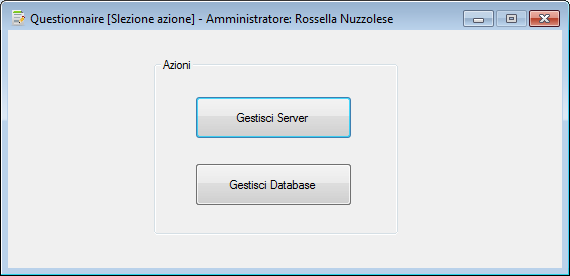 Questionnaire [Slezione azione] - Amministratore: Rossella Nuzzolese
Azioni
Gestisci Server
Gestisci Database